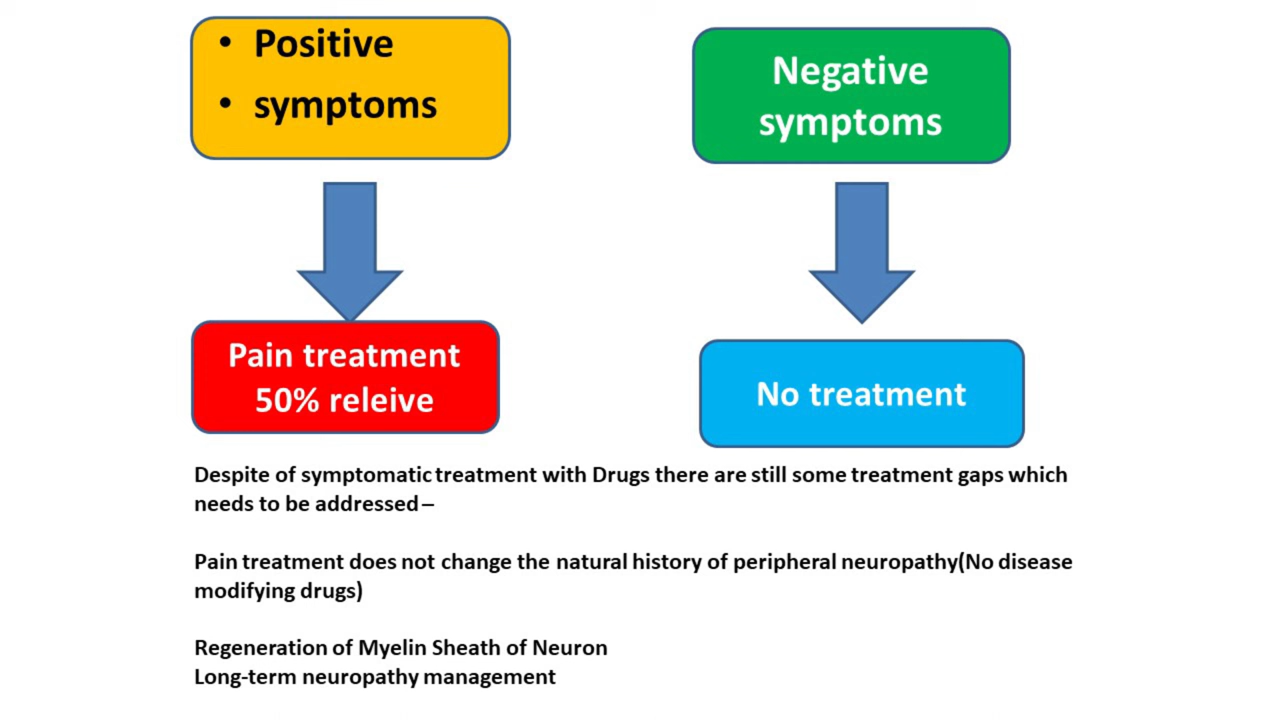 • Positive
• symptoms
Negative
symptoms
Pain treatment
50% releive
No treatment
Despite of symptomatic treatment with Drugs there are still some treatment gaps which
needs to be addressed –
Pain treatment does not change the natural history of peripheral neuropathy(No disease
modifying drugs)
Regeneration of Myelin Sheath of Neuron
Long-term neuropathy management